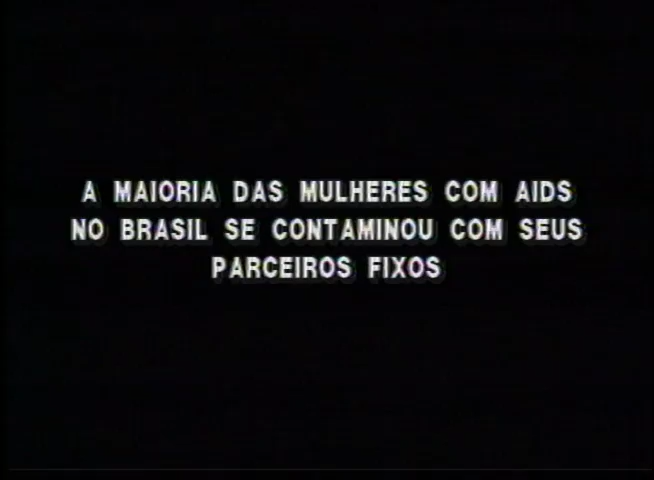 A MAIORIA DAS MULHERES COM AIDS
NO BRASIL SE CONTAMINOU COM SEUS
PARCEIROS FIXOS